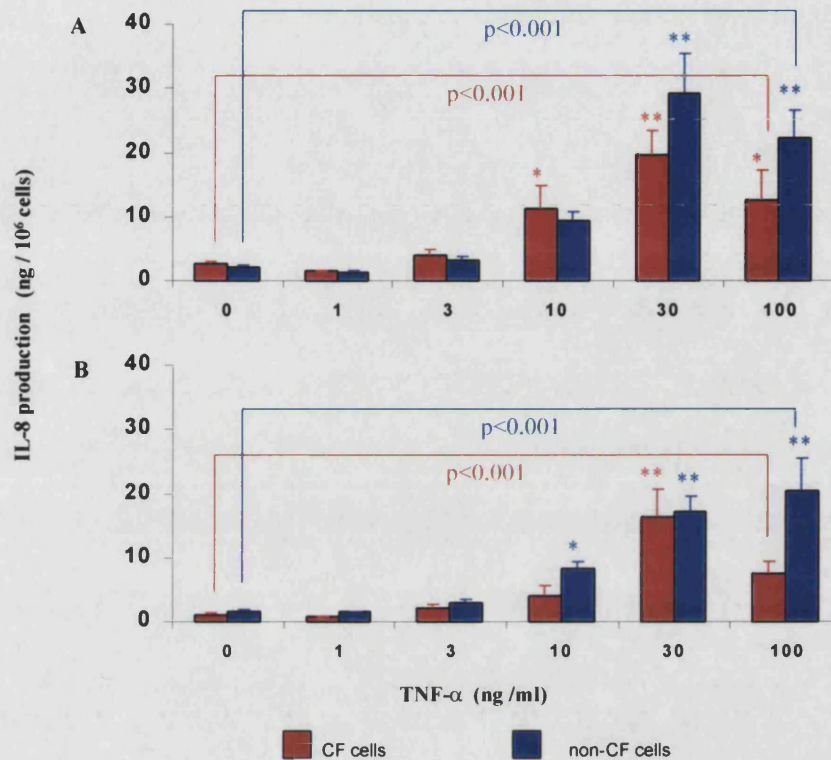 A
40
30
20
10
0
p<0.001
p<0.001
*
**
**
*
**
0 1 3 10 30 100
IL-8 production (ng / 10⁶ cells)
B
40
30
20
10
0
p<0.001
p<0.001
*
**
**
**
0 1 3 10 30 100
TNF-α (ng /ml)
CF cells non-CF cells